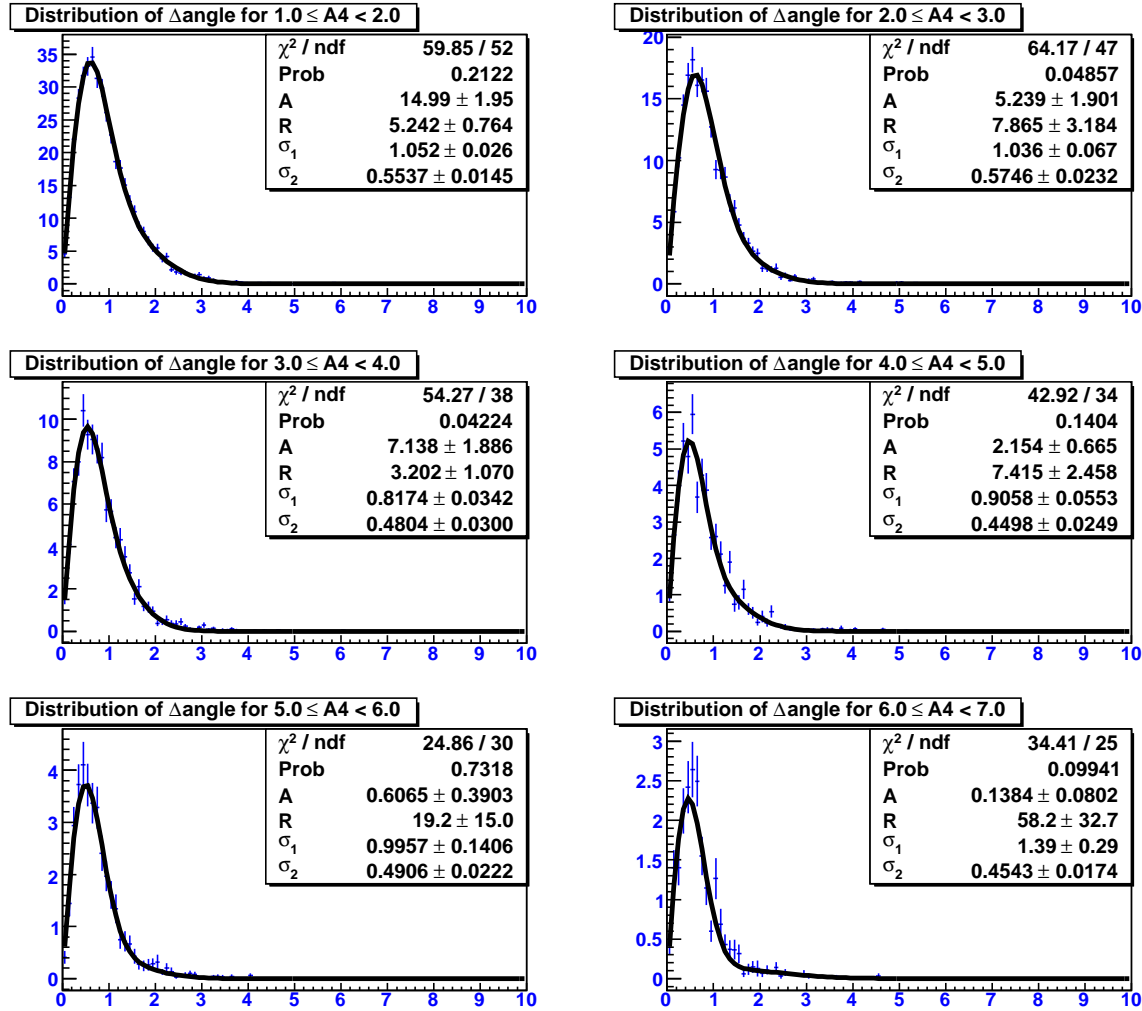 Distribution of Δangle for 1.0 ≤ A4 < 2.0
χ² / ndf 59.85 / 52
Prob 0.2122
A 14.99 ± 1.95
R 5.242 ± 0.764
σ₁ 1.052 ± 0.026
σ₂ 0.5537 ± 0.0145
35
30
25
20
15
10
5
0
0 1 2 3 4 5 6 7 8 9 10
Distribution of Δangle for 2.0 ≤ A4 < 3.0
χ² / ndf 64.17 / 47
Prob 0.04857
A 5.239 ± 1.901
R 7.865 ± 3.184
σ₁ 1.036 ± 0.067
σ₂ 0.5746 ± 0.0232
20
15
10
5
0
0 1 2 3 4 5 6 7 8 9 10
Distribution of Δangle for 3.0 ≤ A4 < 4.0
χ² / ndf 54.27 / 38
Prob 0.04224
A 7.138 ± 1.886
R 3.202 ± 1.070
σ₁ 0.8174 ± 0.0342
σ₂ 0.4804 ± 0.0300
10
8
6
4
2
0
0 1 2 3 4 5 6 7 8 9 10
Distribution of Δangle for 4.0 ≤ A4 < 5.0
χ² / ndf 42.92 / 34
Prob 0.1404
A 2.154 ± 0.665
R 7.415 ± 2.458
σ₁ 0.9058 ± 0.0553
σ₂ 0.4498 ± 0.0249
6
5
4
3
2
1
0
0 1 2 3 4 5 6 7 8 9 10
Distribution of Δangle for 5.0 ≤ A4 < 6.0
χ² / ndf 24.86 / 30
Prob 0.7318
A 0.6065 ± 0.3903
R 19.2 ± 15.0
σ₁ 0.9957 ± 0.1406
σ₂ 0.4906 ± 0.0222
4
3
2
1
0
0 1 2 3 4 5 6 7 8 9 10
Distribution of Δangle for 6.0 ≤ A4 < 7.0
χ² / ndf 34.41 / 25
Prob 0.09941
A 0.1384 ± 0.0802
R 58.2 ± 32.7
σ₁ 1.39 ± 0.29
σ₂ 0.4543 ± 0.0174
3
2.5
2
1.5
1
0.5
0
0 1 2 3 4 5 6 7 8 9 10